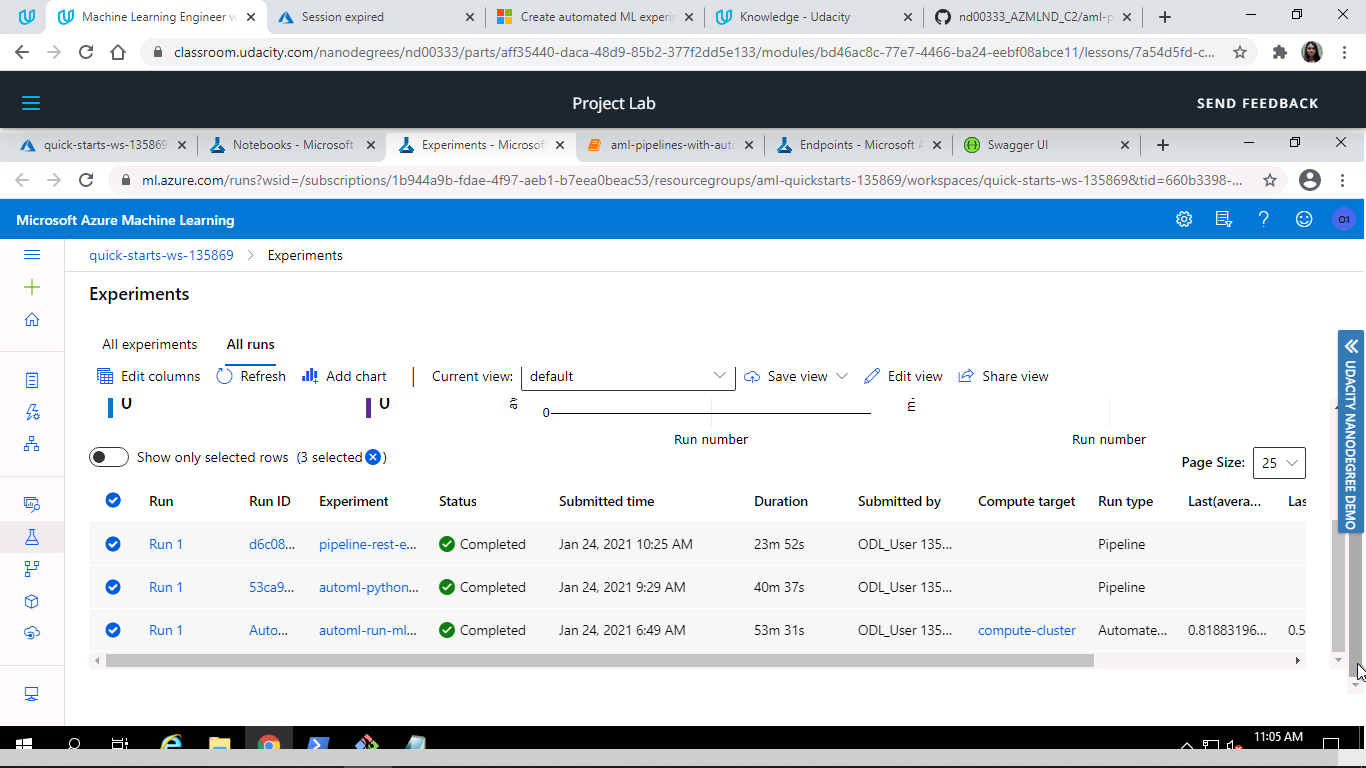 Machine Learning Engineer w
Session expired
Create automated ML experi
Knowledge - Udacity
nd00333_AZMLND_C2/aml-p
classroom.udacity.com/nanodegrees/nd00333/parts/aff35440-daca-48d9-85b2-377f2dd5e133/modules/bd46ac8c-77e7-4466-ba24-eebf08abce11/lessons/7a54d5fd-c...
Project Lab
SEND FEEDBACK
quick-starts-ws-135869
Notebooks - Microsoft
Experiments - Microsof
aml-pipelines-with-auto
Endpoints - Microsoft A
Swagger UI
ml.azure.com/runs?wsid=/subscriptions/1b944a9b-fdae-4f97-aeb1-b7eea0beac53/resourcegroups/aml-quickstarts-135869/workspaces/quick-starts-ws-135869&tid=660b3398-...
Microsoft Azure Machine Learning
O1
quick-starts-ws-135869 > Experiments
Experiments
All experiments
All runs
Edit columns
Refresh
Add chart
Current view:
default
Save view
Edit view
Share view
0
0
0
Run number
Run number
Show only selected rows (3 selected )
Page Size:
25
Run Run ID Experiment Status Submitted time Duration Submitted by Compute target Run type Last(avera... Las
Run 1 d6c08... pipeline-rest-e... Completed Jan 24, 2021 10:25 AM 23m 52s ODL_User 135... Pipeline
Run 1 53ca9... automl-python... Completed Jan 24, 2021 9:29 AM 40m 37s ODL_User 135... Pipeline
Run 1 Auto... automl-run-ml... Completed Jan 24, 2021 6:49 AM 53m 31s ODL_User 135... compute-cluster Automate... 0.81883196... 0.5
UDACITY NANODEGREE DEMO
11:05 AM